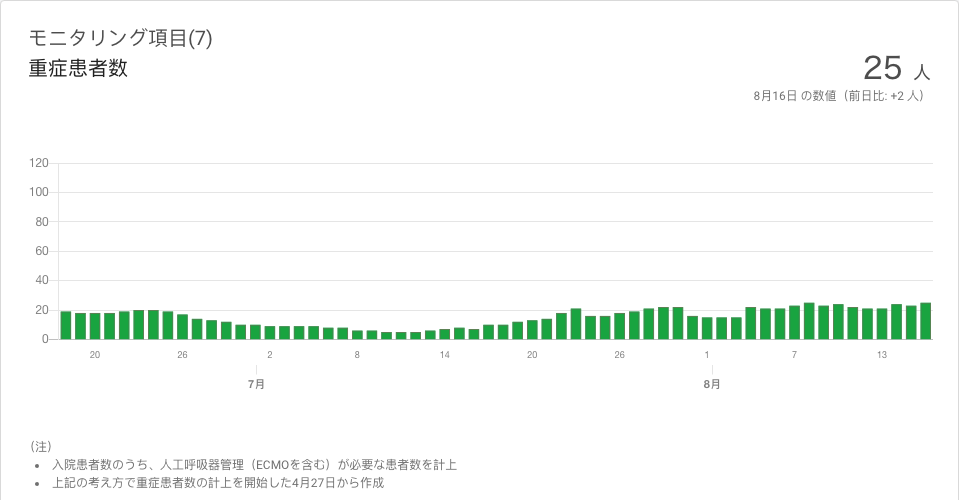 モニタリング項目(7)
重症患者数
25 人
8月16日 の数値（前日比: +2 人）
120
100
80
60
40
20
0
20 26 2 8 14 20 26 1 7 13
7月 8月
（注）
• 入院患者数のうち、人工呼吸器管理（ECMOを含む）が必要な患者数を計上
• 上記の考え方で重症患者数の計上を開始した4月27日から作成